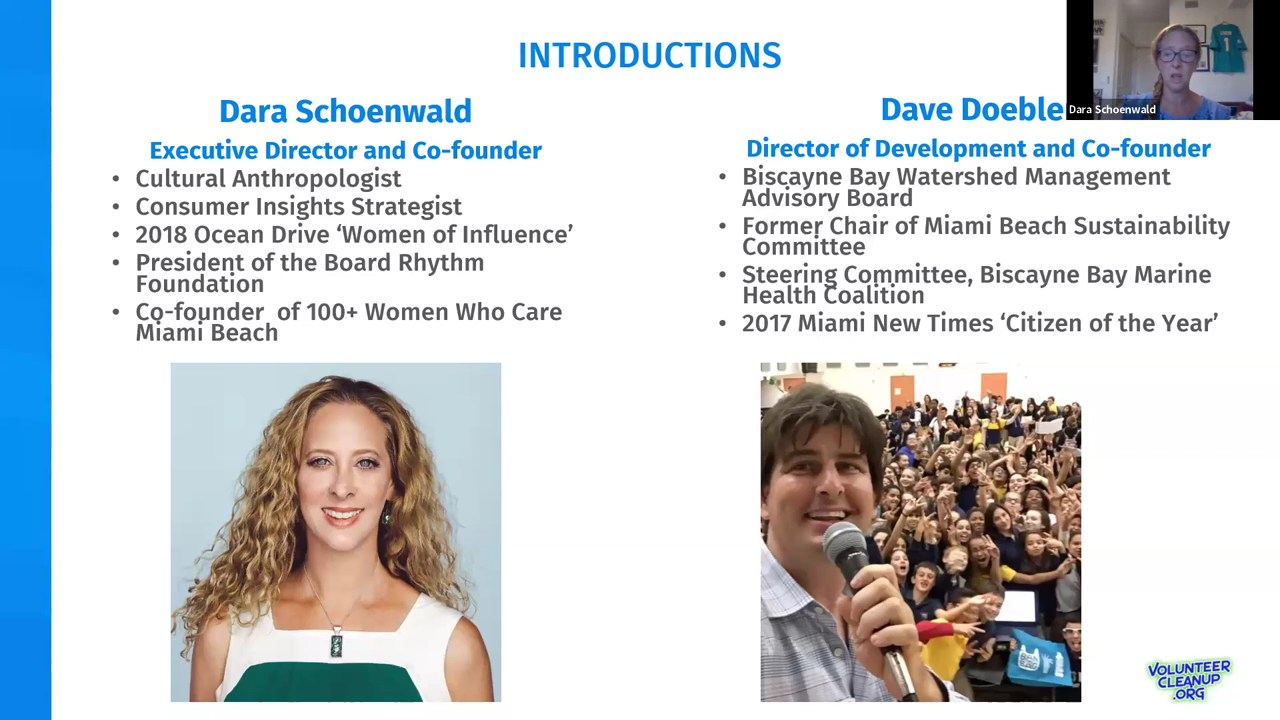 INTRODUCTIONS
Dara Schoenwald
Executive Director and Co-founder
• Cultural Anthropologist
• Consumer Insights Strategist
• 2018 Ocean Drive ‘Women of Influence’
• President of the Board Rhythm
Foundation
• Co-founder of 100+ Women Who Care
Miami Beach
Dave Doeble
Director of Development and Co-founder
• Biscayne Bay Watershed Management
Advisory Board
• Former Chair of Miami Beach Sustainability
Committee
• Steering Committee, Biscayne Bay Marine
Health Coalition
• 2017 Miami New Times ‘Citizen of the Year’
Dara Schoenwald
1
VOLUNTEER
CLEANUP
.ORG